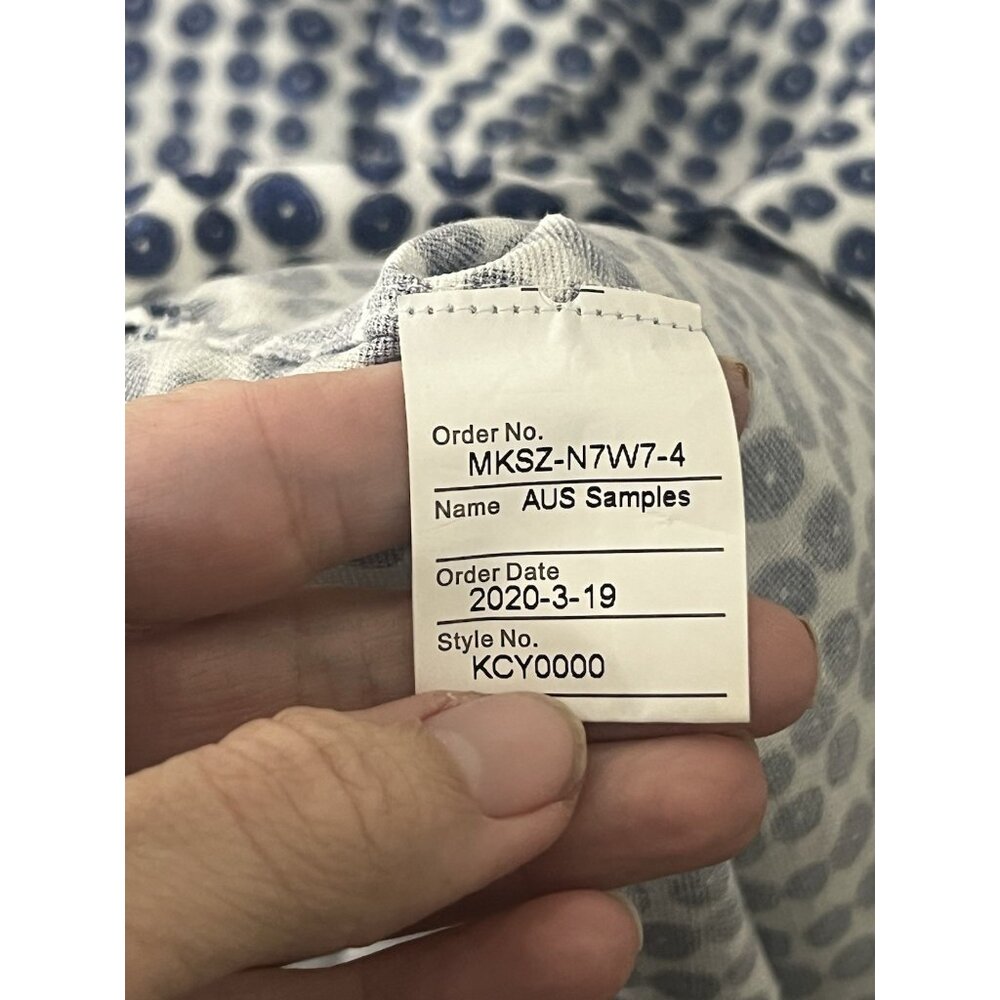 Order No.
MKSZ-N7W7-4
Name AUS Samples
Order Date
2020-3-19
Style No.
KCY0000